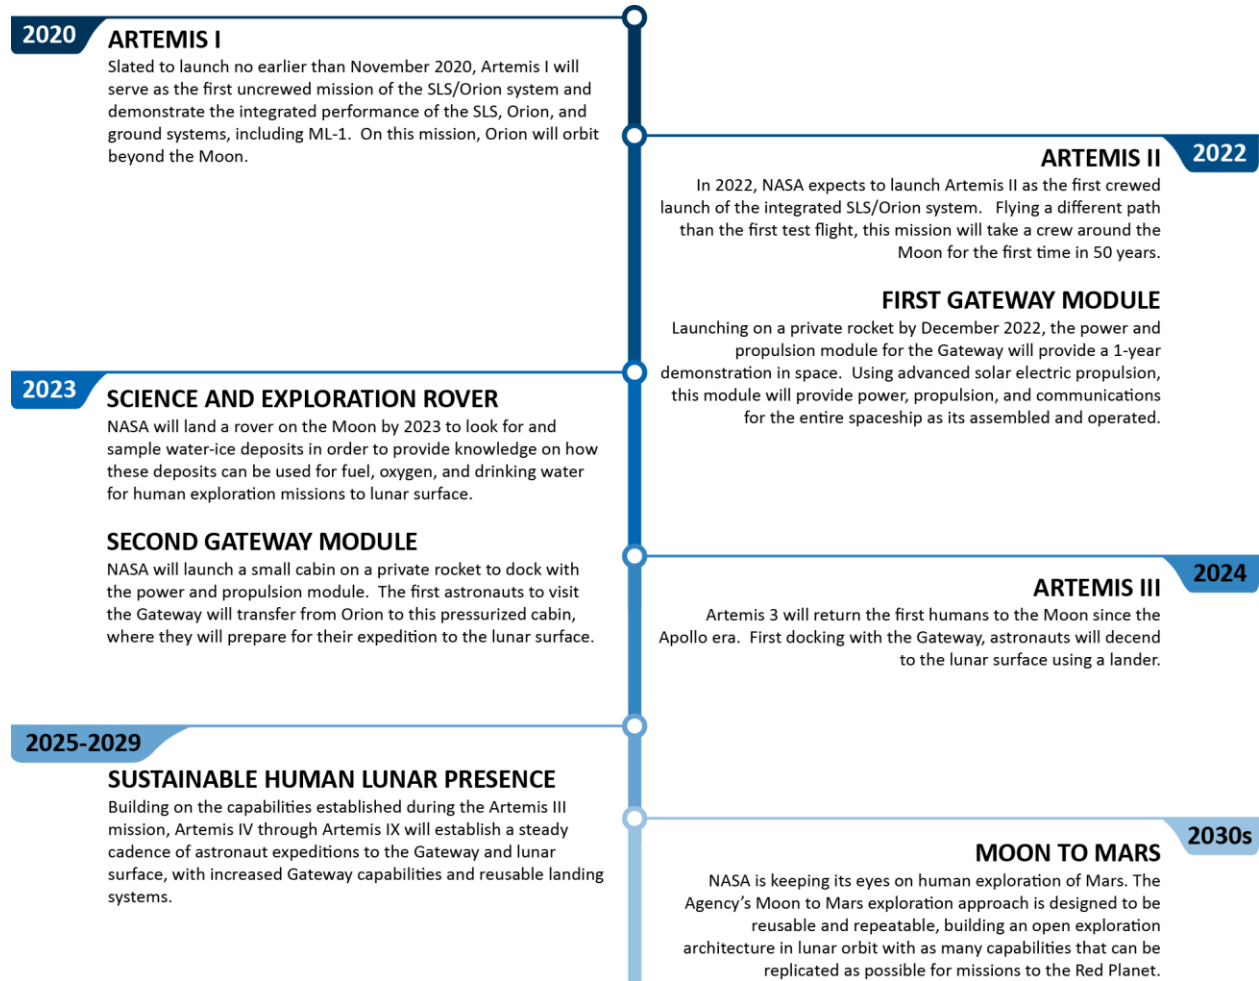 2020
ARTEMIS I
Slated to launch no earlier than November 2020, Artemis I will
serve as the first uncrewed mission of the SLS/Orion system and
demonstrate the integrated performance of the SLS, Orion, and
ground systems, including ML-1.  On this mission, Orion will orbit
beyond the Moon.
2022
ARTEMIS II
In 2022, NASA expects to launch Artemis II as the first crewed
launch of the integrated SLS/Orion system.   Flying a different path
than the first test flight, this mission will take a crew around the
Moon for the first time in 50 years.
FIRST GATEWAY MODULE
Launching on a private rocket by December 2022, the power and
propulsion module for the Gateway will provide a 1-year
demonstration in space.  Using advanced solar electric propulsion,
this module will provide power, propulsion, and communications
for the entire spaceship as its assembled and operated.
2023
SCIENCE AND EXPLORATION ROVER
NASA will land a rover on the Moon by 2023 to look for and
sample water-ice deposits in order to provide knowledge on how
these deposits can be used for fuel, oxygen, and drinking water
for human exploration missions to lunar surface.
SECOND GATEWAY MODULE
NASA will launch a small cabin on a private rocket to dock with
the power and propulsion module.  The first astronauts to visit
the Gateway will transfer from Orion to this pressurized cabin,
where they will prepare for their expedition to the lunar surface.
2024
ARTEMIS III
Artemis 3 will return the first humans to the Moon since the
Apollo era.  First docking with the Gateway, astronauts will decend
to the lunar surface using a lander.
2025-2029
SUSTAINABLE HUMAN LUNAR PRESENCE
Building on the capabilities established during the Artemis III
mission, Artemis IV through Artemis IX will establish a steady
cadence of astronaut expeditions to the Gateway and lunar
surface, with increased Gateway capabilities and reusable landing
systems.
2030s
MOON TO MARS
NASA is keeping its eyes on human exploration of Mars. The
Agency’s Moon to Mars exploration approach is designed to be
reusable and repeatable, building an open exploration
architecture in lunar orbit with as many capabilities that can be
replicated as possible for missions to the Red Planet.